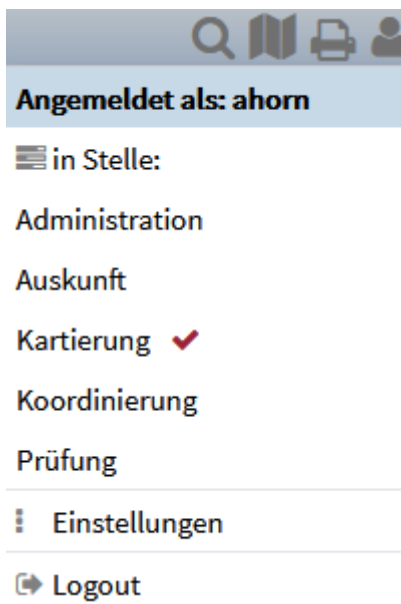 Angemeldet als: ahorn
in Stelle:
Administration
Auskunft
Kartierung
Koordinierung
Prüfung
Einstellungen
Logout